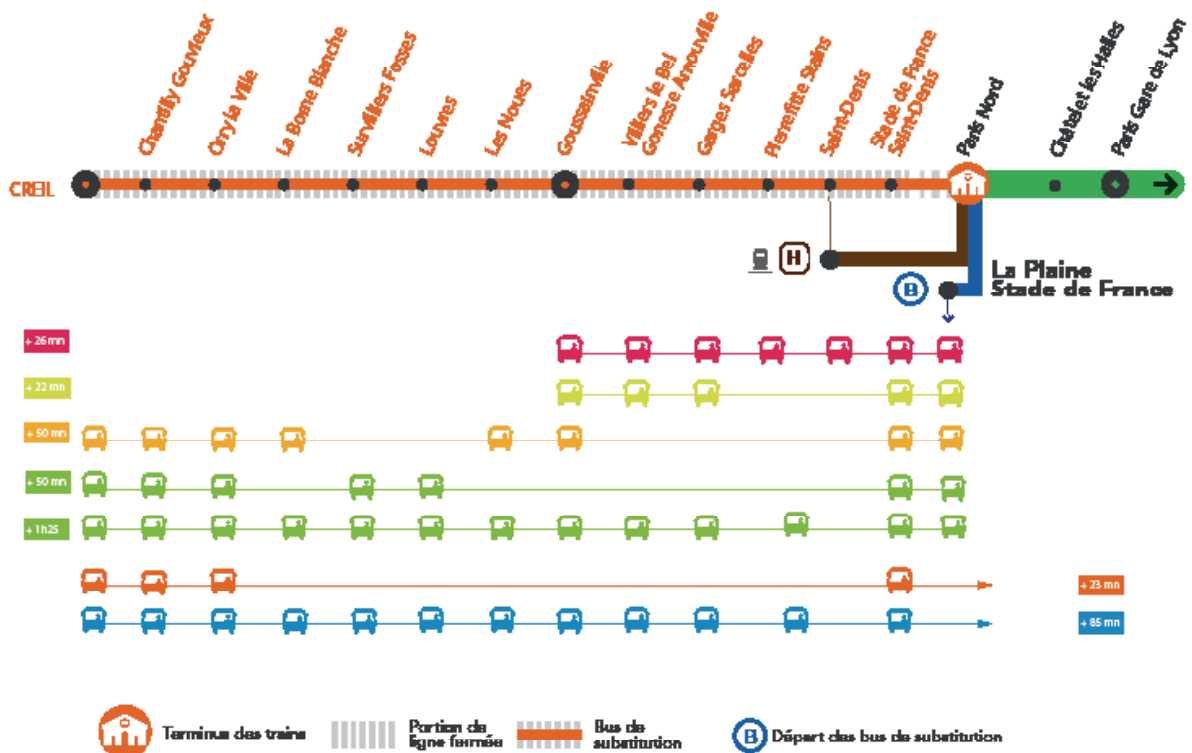 CREIL
Chantilly Gouvieux
Orry la Ville
La Borne Blanche
Survilliers Fosses
Louvres
Les Noues
Goussainville
Villiers le Bel
Gonesse Arnouville
Garges Sarcelles
Pierrefitte Stains
Saint-Denis
Stade de France
Saint-Denis
Paris Nord
Châtelet les Halles
Paris Gare de Lyon
H
B
La Plaine
Stade de France
+ 26 mn
+ 22 mn
+ 50 mn
+ 50 mn
+ 1h25
+ 23 mn
+ 85 mn
Terminus des trains
Portion de
ligne fermée
Bus de
substitution
B
Départ des bus de substitution